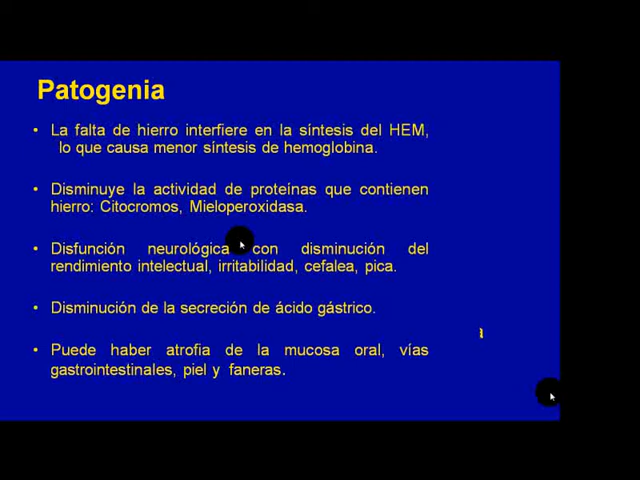 Patogenia
• La falta de hierro interfiere en la síntesis del HEM,
lo que causa menor síntesis de hemoglobina.
• Disminuye la actividad de proteínas que contienen
hierro: Citocromos, Mieloperoxidasa.
• Disfunción neurológica con disminución del
rendimiento intelectual, irritabilidad, cefalea, pica.
• Disminución de la secreción de ácido gástrico.
a
• Puede haber atrofia de la mucosa oral, vías
gastrointestinales, piel y faneras.